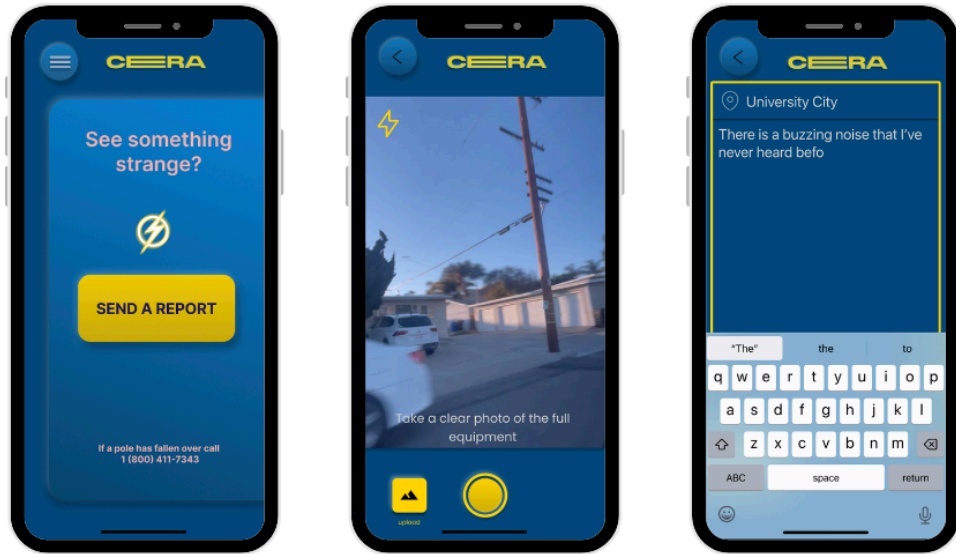 CERA
See something
strange?
SEND A REPORT
If a pole has fallen over call
1 (800) 411-7343
CERA
Take a clear photo of the full
equipment
upload
CERA
University City
There is a buzzing noise that I've
never heard befo
"The" the to
q w e r t y u i o p
a s d f g h j k l
z x c v b n m
ABC space return